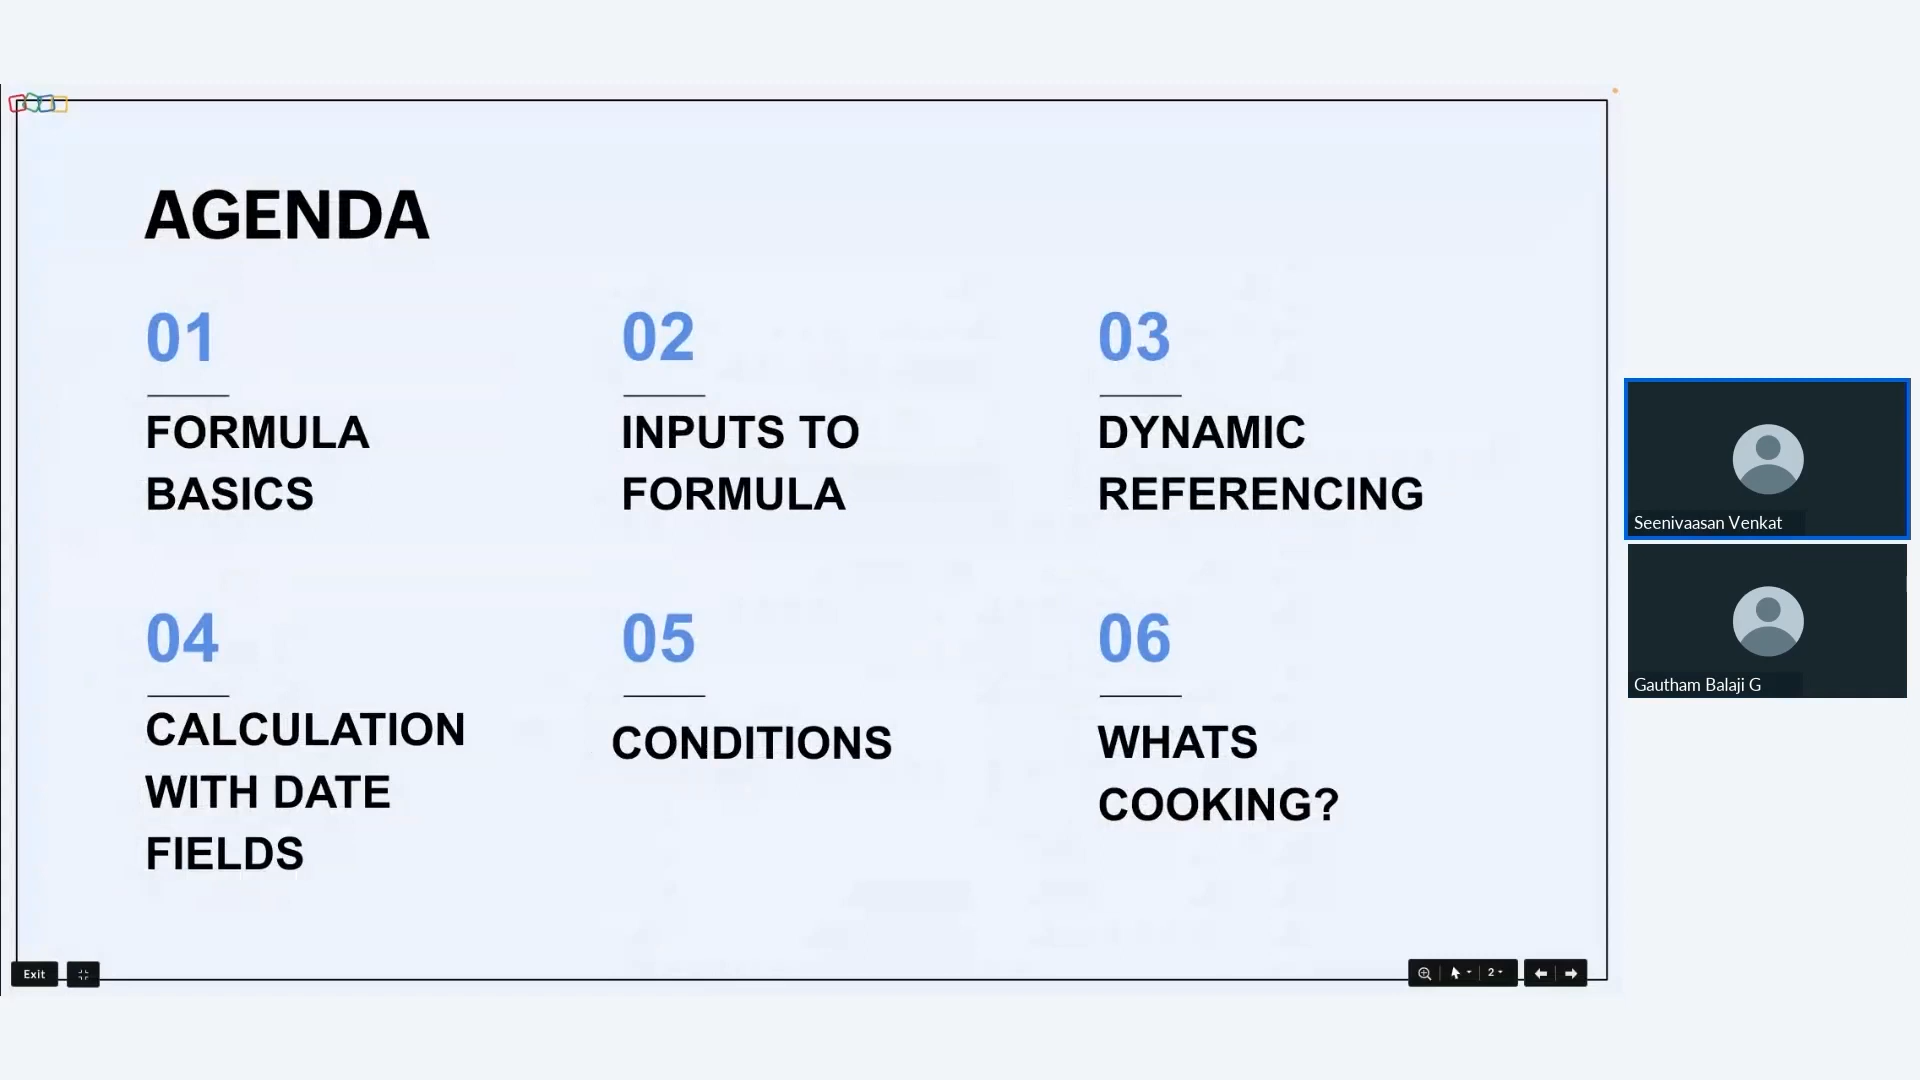 AGENDA
01
FORMULA
BASICS
02
INPUTS TO
FORMULA
03
DYNAMIC
REFERENCING
04
CALCULATION
WITH DATE
FIELDS
05
CONDITIONS
06
WHATS
COOKING?
Seenivaasan Venkat
Gautham Balaji G
Exit
2